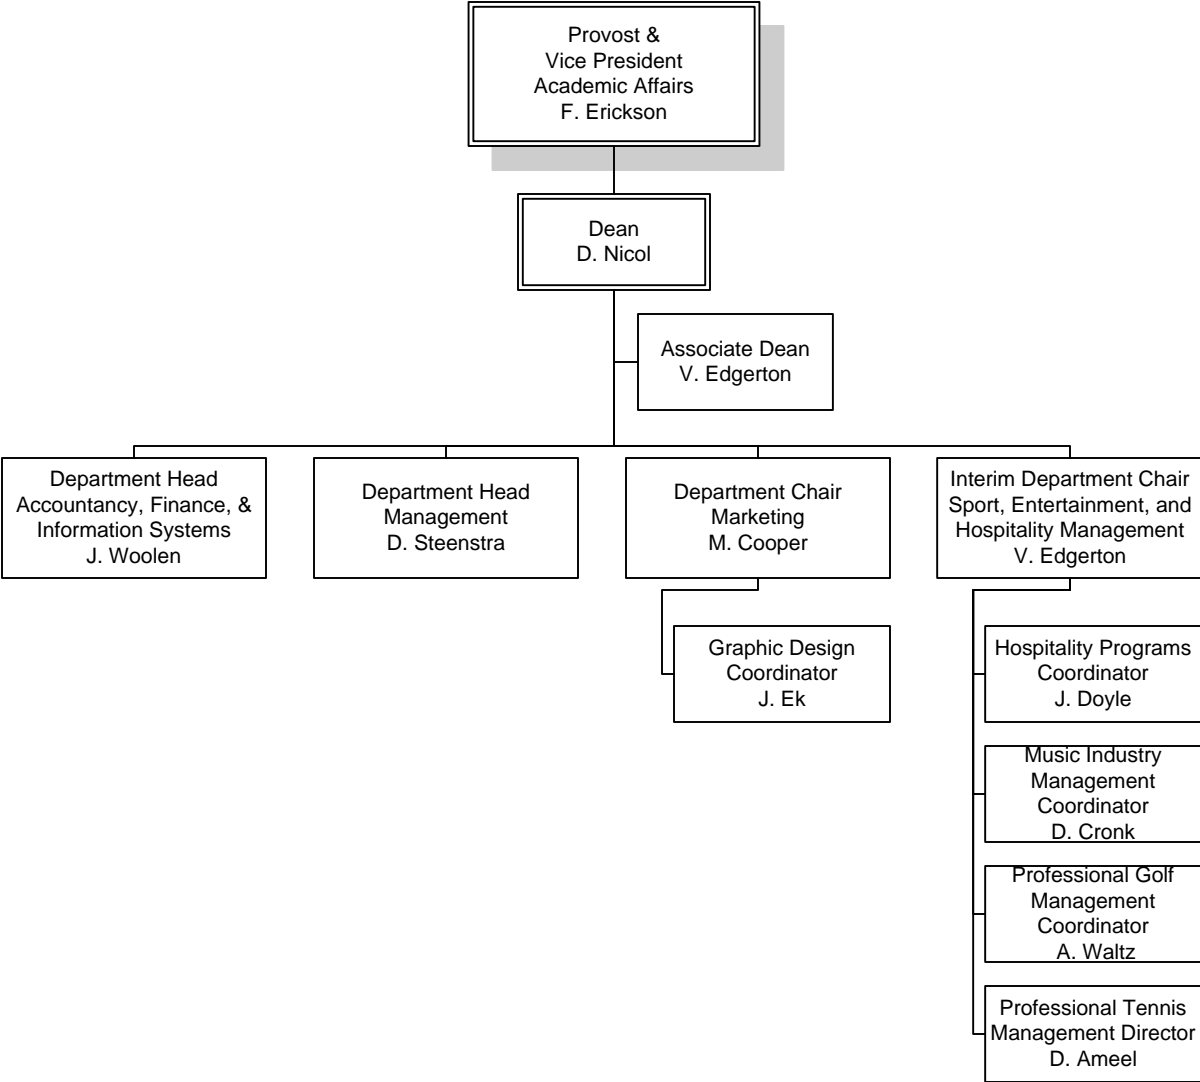 Provost &
Vice President
Academic Affairs
F. Erickson
Dean
D. Nicol
Associate Dean
V. Edgerton
Department Head
Accountancy, Finance, &
Information Systems
J. Woolen
Department Head
Management
D. Steenstra
Department Chair
Marketing
M. Cooper
Interim Department Chair
Sport, Entertainment, and
Hospitality Management
V. Edgerton
Graphic Design
Coordinator
J. Ek
Hospitality Programs
Coordinator
J. Doyle
Music Industry
Management
Coordinator
D. Cronk
Professional Golf
Management
Coordinator
A. Waltz
Professional Tennis
Management Director
D. Ameel